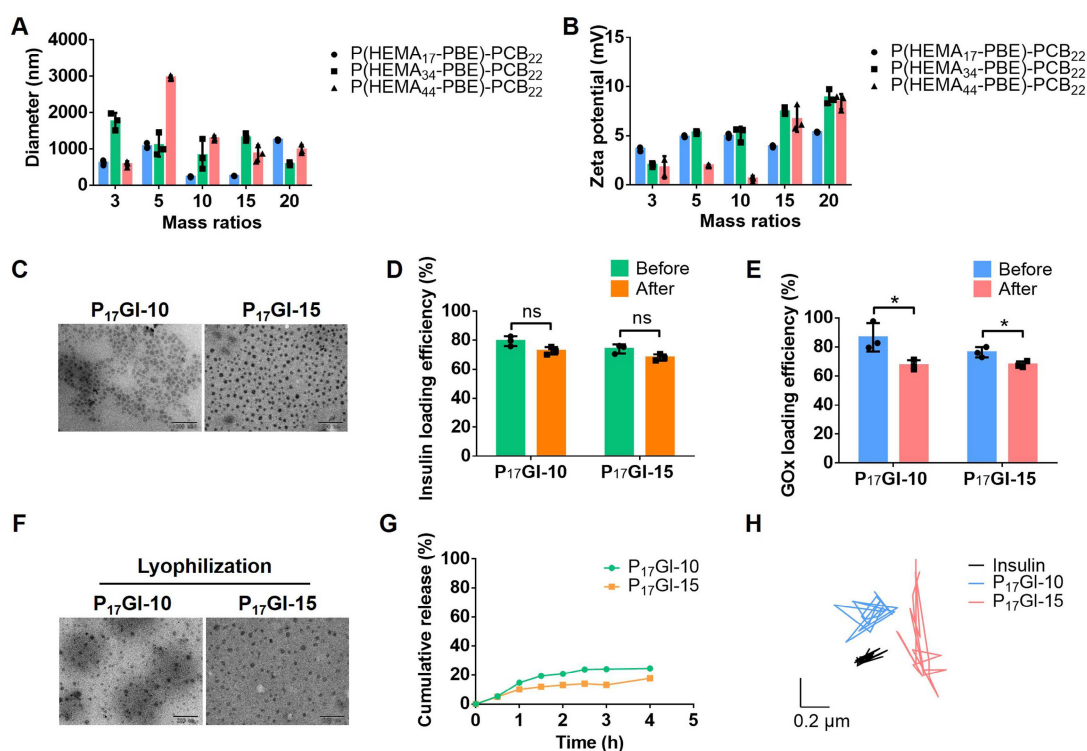 A
Diameter (nm)
4000
3000
2000
1000
0
3 5 10 15 20
Mass ratios
P(HEMA₁₇-PBE)-PCB₂₂
P(HEMA₃₄-PBE)-PCB₂₂
P(HEMA₄₄-PBE)-PCB₂₂
B
Zeta potential (mV)
15
10
5
0
3 5 10 15 20
Mass ratios
P(HEMA₁₇-PBE)-PCB₂₂
P(HEMA₃₄-PBE)-PCB₂₂
P(HEMA₄₄-PBE)-PCB₂₂
C
P₁₇GI-10 P₁₇GI-15
D
Before
After
Insulin loading efficiency (%)
100
80
60
40
20
0
ns ns
P₁₇GI-10 P₁₇GI-15
E
Before
After
GOx loading efficiency (%)
100
80
60
40
20
0
* *
P₁₇GI-10 P₁₇GI-15
F
Lyophilization
P₁₇GI-10 P₁₇GI-15
G
Cumulative release (%)
100
80
60
40
20
0
0 1 2 3 4 5
Time (h)
P₁₇GI-10
P₁₇GI-15
H
Insulin
P₁₇GI-10
P₁₇GI-15
0.2 μm